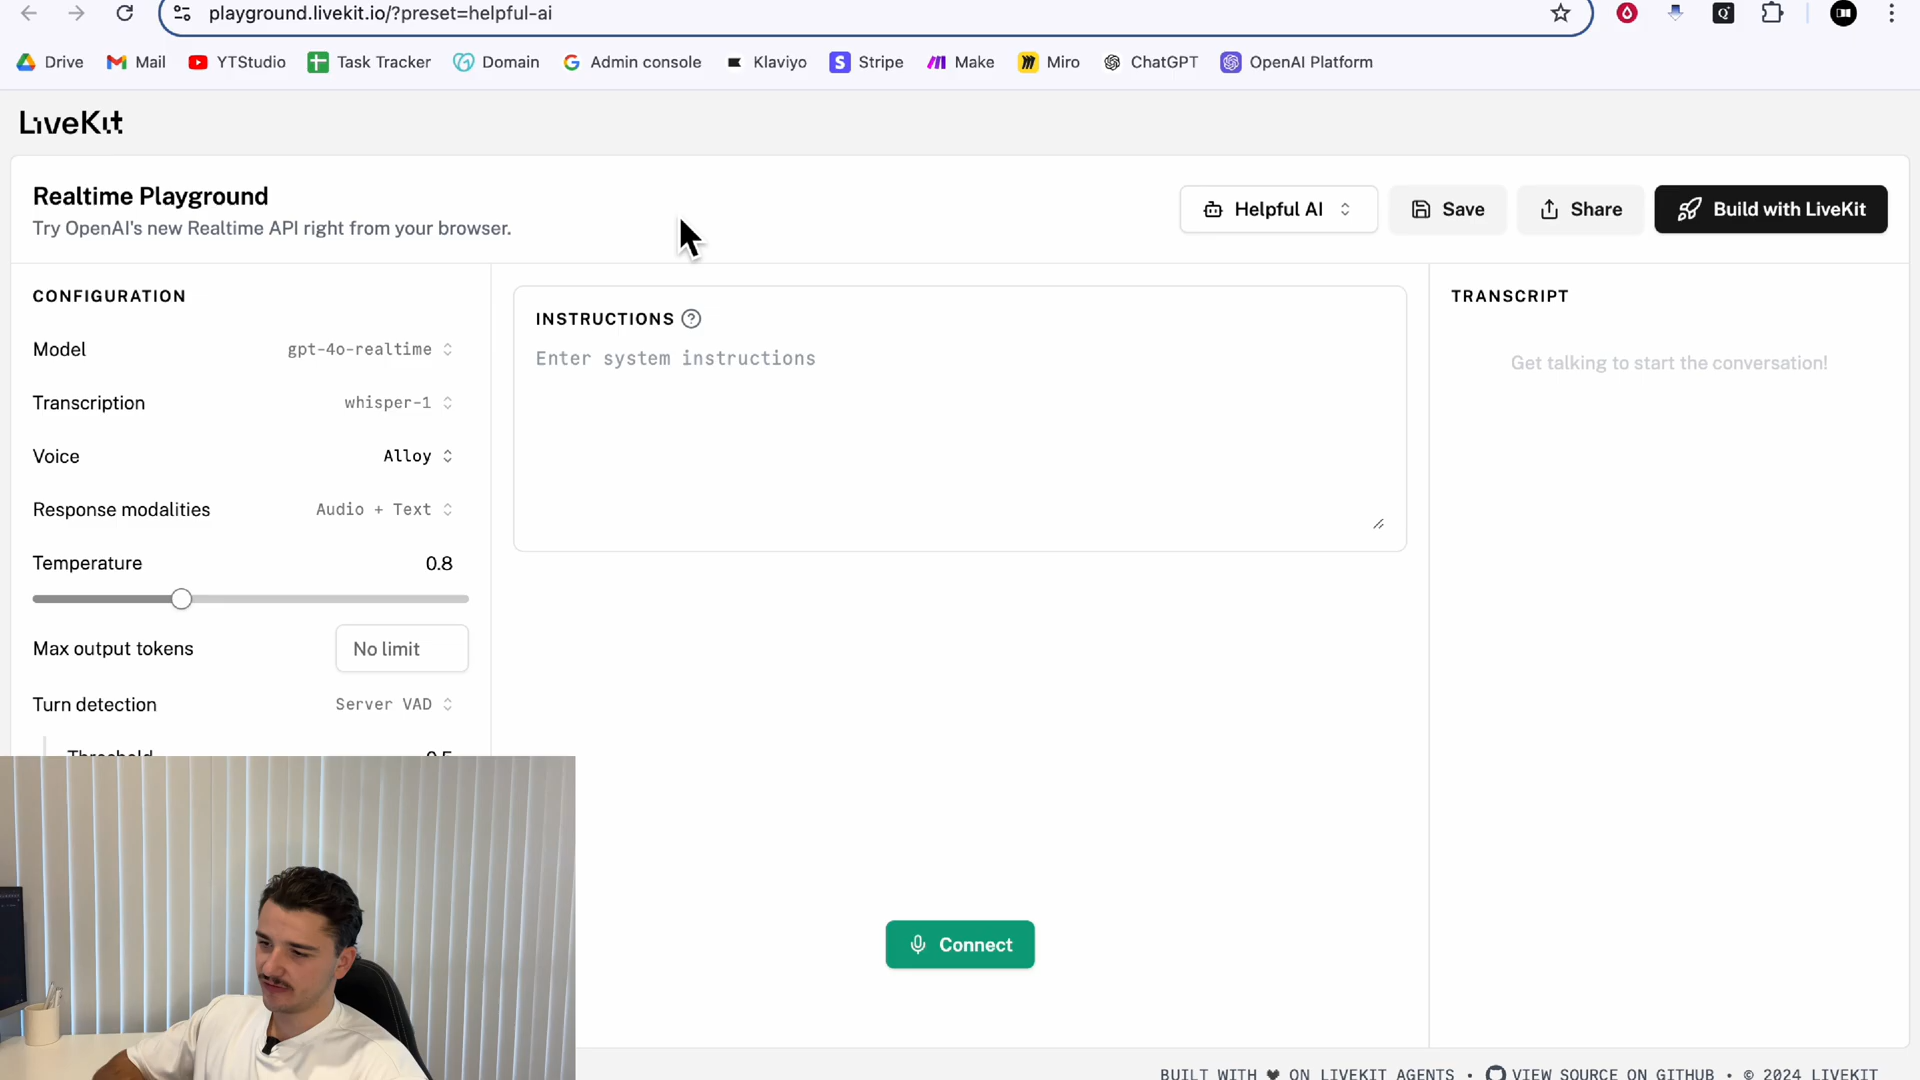 playground.livekit.io/?preset=helpful-ai
Drive Mail YTStudio Task Tracker Domain Admin console Klaviyo Stripe Make Miro ChatGPT OpenAI Platform
LiveKit
Realtime Playground
Try OpenAI's new Realtime API right from your browser.
Helpful AI
Save
Share
Build with LiveKit
CONFIGURATION
Model gpt-4o-realtime
Transcription whisper-1
Voice Alloy
Response modalities Audio + Text
Temperature 0.8
Max output tokens No limit
Turn detection Server VAD
Threshold 0.5
INSTRUCTIONS
Enter system instructions
Connect
TRANSCRIPT
Get talking to start the conversation!
BUILT WITH ♥ ON LIVEKIT AGENTS • VIEW SOURCE ON GITHUB • © 2024 LIVEKIT